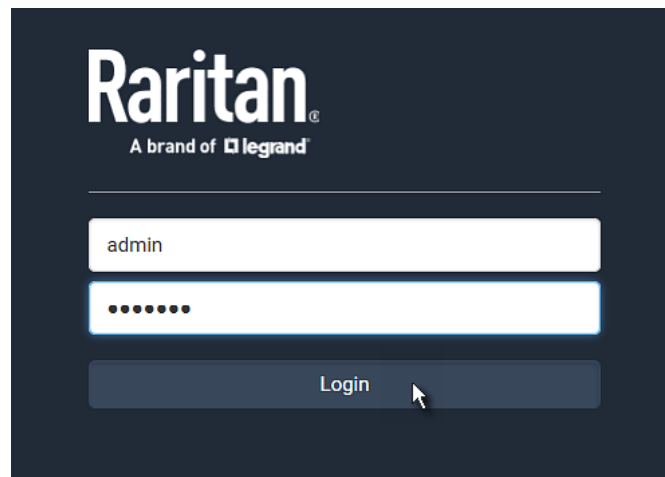 Raritan®
A brand of legrand®
admin
•••••••
Login